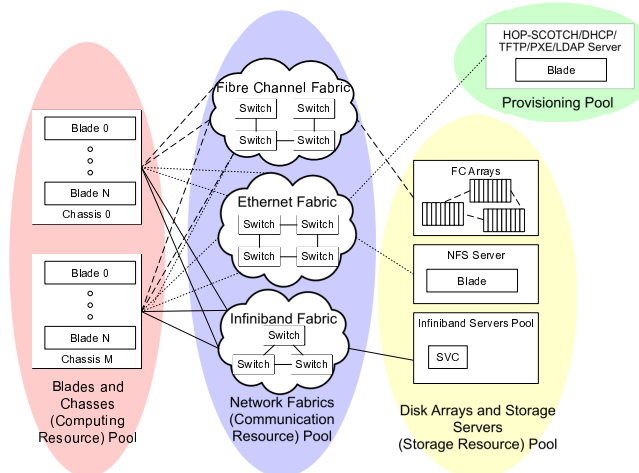 HOP-SCOTCH/DHCP/
TFTP/PXE/LDAP Server
Blade
Provisioning Pool
Fibre Channel Fabric
Switch Switch
Switch Switch
Blade 0
Blade N
Chassis 0
Ethernet Fabric
Switch Switch
Switch Switch
FC Arrays
NFS Server
Blade
Blade 0
Blade N
Chassis M
Infiniband Fabric
Switch
Switch Switch
Infiniband Servers Pool
SVC
Blades and
Chasses
(Computing
Resource) Pool
Network Fabrics
(Communication
Resource) Pool
Disk Arrays and Storage
Servers
(Storage Resource) Pool